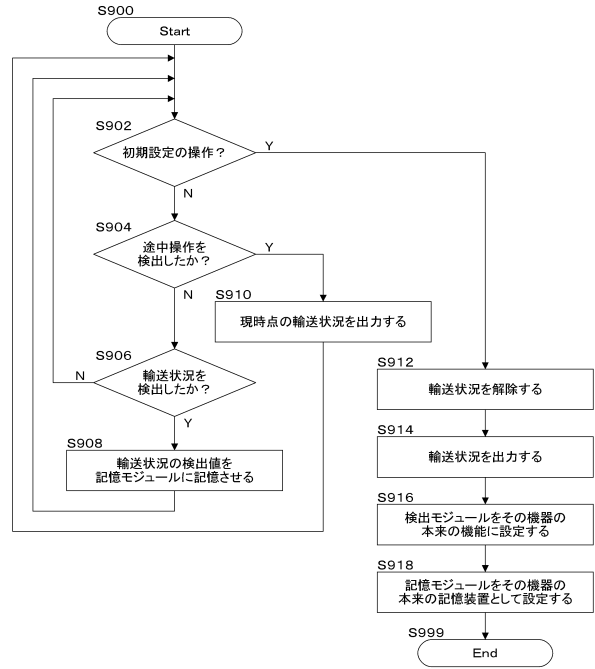 S900
Start
S902
初期設定の操作？
Y
N
S904
途中操作を
検出したか？
Y
N
S910
現時点の輸送状況を出力する
S906
輸送状況を
検出したか？
N
Y
S908
輸送状況の検出値を
記憶モジュールに記憶させる
S912
輸送状況を解除する
S914
輸送状況を出力する
S916
検出モジュールをその機器の
本来の機能に設定する
S918
記憶モジュールをその機器の
本来の記憶装置として設定する
S999
End